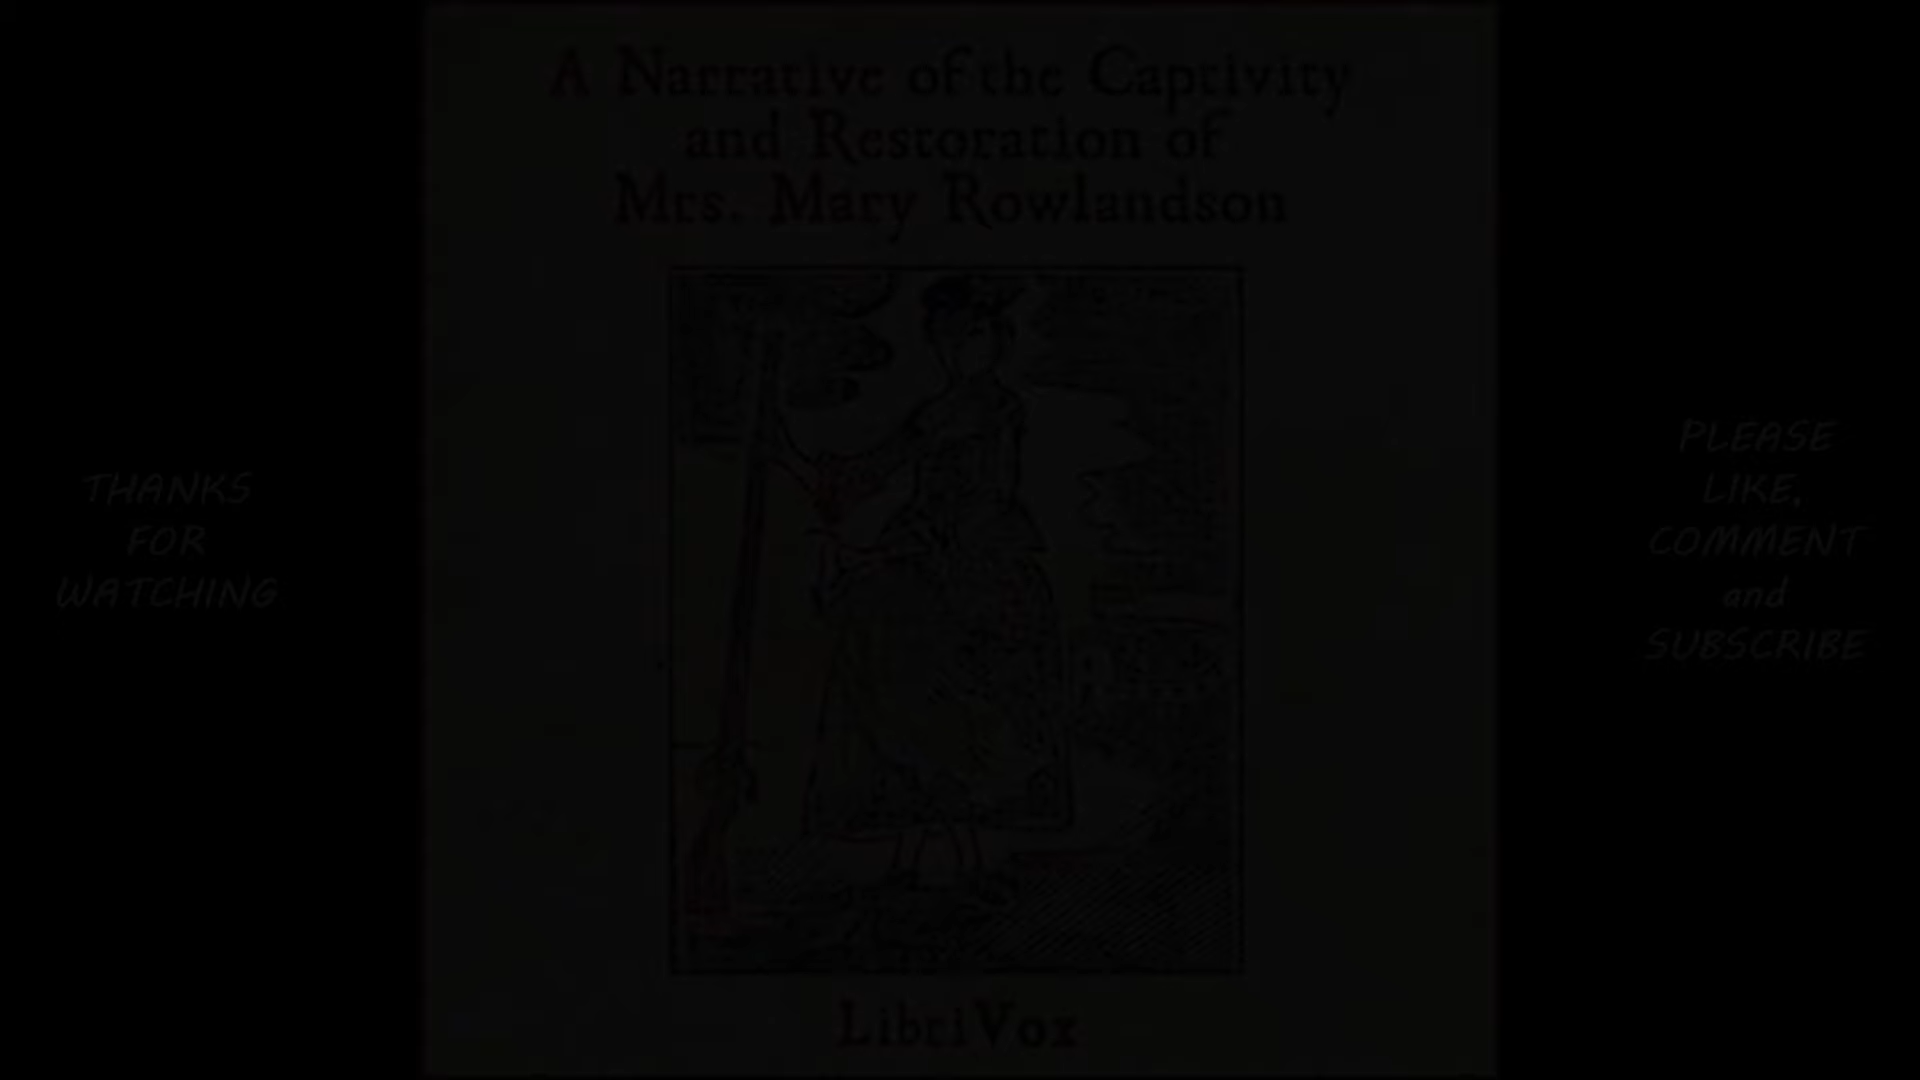 A Narrative of the Captivity
and Restoration of
Mrs. Mary Rowlandson
THANKS
FOR
WATCHING
PLEASE
LIKE,
COMMENT
and
SUBSCRIBE
LibriVox